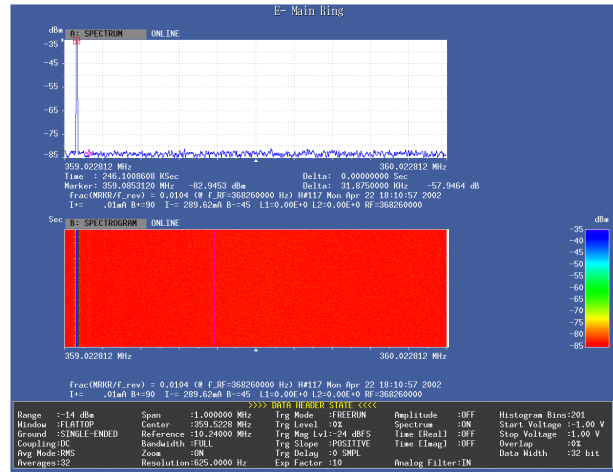 E- Main Ring
dBm A: SPECTRUM ONLINE
-35
-45
-55
-65
-75
-85
359.022812 MHz 360.022812 MHz
Time : 246.1008608 KSec Delta: 0.00000000 Sec
Marker: 359.0853120 MHz -82.9453 dBm Delta: 31.8750000 KHz -57.9464 dB
frac(MRKR/f_rev) = 0.0104 (@ f_RF=368260000 Hz) H#117 Mon Apr 22 18:10:57 2002
I+= .01mA B+=90 I-= 289.62mA B-=45 L1=0.00E+0 L2=0.00E+0 RF=368260000
Sec B: SPECTROGRAM ONLINE dBm
-35
-40
-45
-50
-55
-60
-65
-70
-75
-80
-85
359.022812 MHz 360.022812 MHz
frac(MRKR/f_rev) = 0.0104 (@ f_RF=368260000 Hz) H#117 Mon Apr 22 18:10:57 2002
I+= .01mA B+=90 I-= 289.62mA B-=45 L1=0.00E+0 L2=0.00E+0 RF=368260000
>>>> DATA HEADER STATE <<<<
Range :-14 dBm Span :1.000000 MHz Trg Mode :FREERUN Amplitude :OFF Histogram Bins:201
Window :FLATTOP Center :359.5228 MHz Trg Level :0% Spectrum :ON Start Voltage :-1.00 V
Ground :SINGLE-ENDED Reference :10.24000 MHz Trg Mag Lvl:-24 dBFS Time [Real] :OFF Stop Voltage :1.00 V
Coupling:DC Bandwidth :FULL Trg Slope :POSITIVE Time [Imag] :OFF Overlap :0%
Avg Mode:RMS Zoom :ON Trg Delay :0 SMPL Data Width :32 bit
Averages:32 Resolution:625.0000 Hz Exp Factor :10 Analog Filter:IN